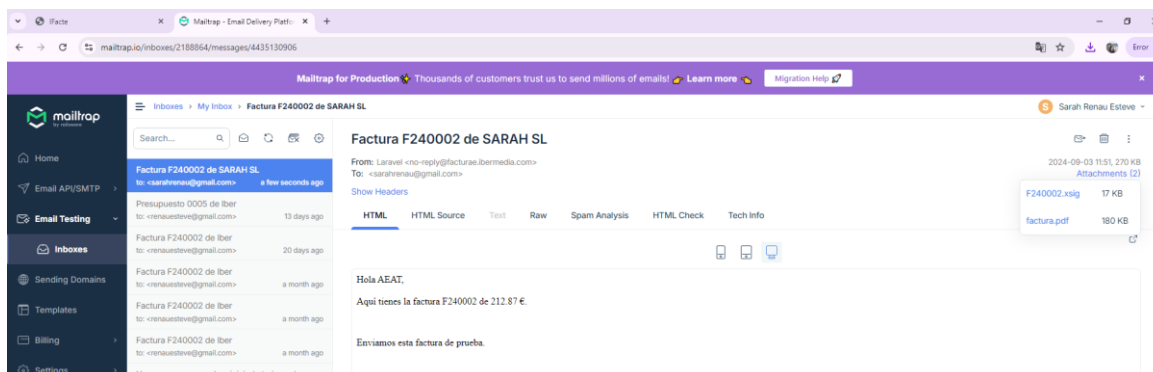 IFacte
Mailtrap - Email Delivery Platfo
mailtrap.io/inboxes/2188864/messages/4435130906
Error
Mailtrap for Production Thousands of customers trust us to send millions of emails! Learn more
Migration Help
mailtrap
Inboxes > My Inbox > Factura F240002 de SARAH SL
S Sarah Renau Esteve
Search...
Factura F240002 de SARAH SL
From: Laravel <no-reply@facturae.ibermedia.com>
To: <sarahrenau@gmail.com>
2024-09-03 11:51, 270 KB
Attachments (2)
F240002.xsig 17 KB
factura.pdf 180 KB
Show Headers
HTML HTML Source Text Raw Spam Analysis HTML Check Tech Info
Home
Email API/SMTP
Email Testing
Inboxes
Sending Domains
Templates
Billing
Settings
Factura F240002 de SARAH SL
to: <sarahrenau@gmail.com> a few seconds ago
Presupuesto 0005 de Iber
to: <renauesteve@gmail.com> 13 days ago
Factura F240002 de Iber
to: <renauesteve@gmail.com> 20 days ago
Factura F240002 de Iber
to: <renauesteve@gmail.com> a month ago
Factura F240002 de Iber
to: <renauesteve@gmail.com> a month ago
Factura F240002 de Iber
to: <renauesteve@gmail.com> a month ago
Hola AEAT,
Aqui tienes la factura F240002 de 212.87 €.
Enviamos esta factura de prueba.